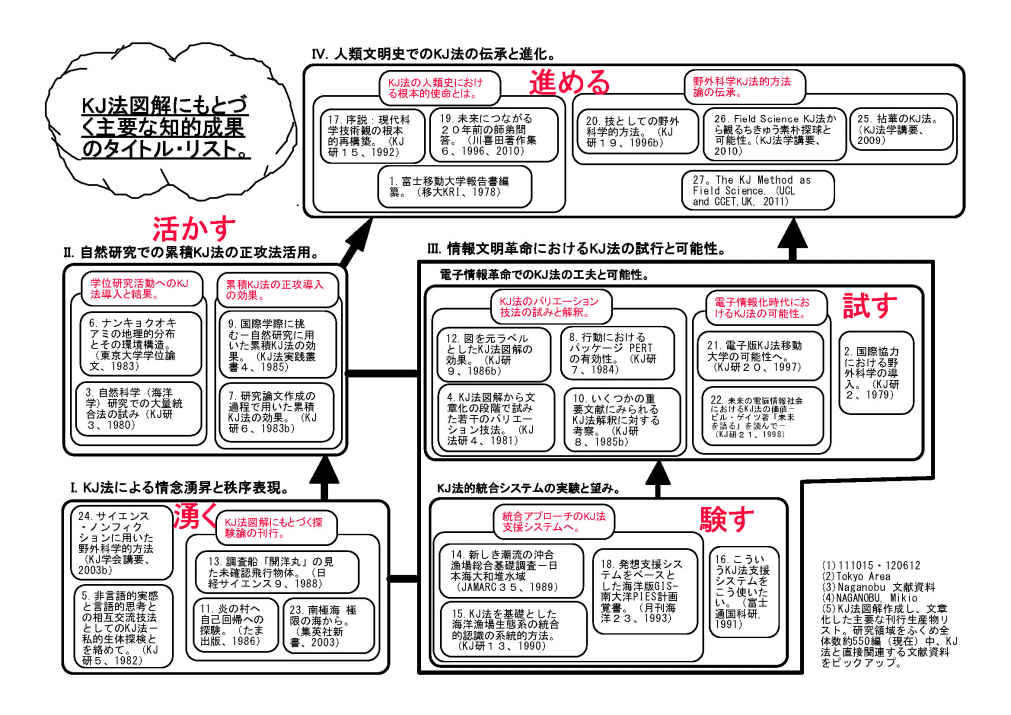 KJ法図解にもとづ
く主要な知的成果
のタイトル・リスト。
Ⅳ. 人類文明史でのKJ法の伝承と進化。
進める
KJ法の人類史におけ
る根本的使命とは。
17. 序説:現代科
学技術観の根本
的再構築。(KJ
研15、1992)
19. 未来につながる
20年前の師弟問
答。(川喜田著作集
6、1996、2010)
1. 富士移動大学報告書編
纂。(移大KRI、1978)
野外科学KJ法的方法
論の伝承。
20. 技としての野外
科学的方法。(KJ
研19、1996b)
26. Field Science KJ法か
ら観るちきゅう素朴探球と
可能性。(KJ法学講要、
2010)
25. 拈華のKJ法。
(KJ法学講要、
2009)
27。The KJ Method as
Field Science. (UCL
and GCET,UK, 2011)
活かす
Ⅱ. 自然研究での累積KJ法の正攻法活用。
学位研究活動へのKJ
法導入と結果。
6. ナンキョクオキ
アミの地理的分布
とその環境構造。
(東京大学学位論
文、1983)
3. 自然科学(海洋
学)研究での大量統
合法の試み(KJ研
3、1980)
累積KJ法の正攻導入
の効果。
9. 国際学際に挑
む-自然研究に用
いた累積KJ法の効
果。(KJ法実践叢
書4、1985)
7. 研究論文作成の
過程で用いた累積
KJ法の効果。(KJ
研6、1983b)
Ⅲ. 情報文明革命におけるKJ法の試行と可能性。
電子情報革命でのKJ法の工夫と可能性。
試す
KJ法のバリエーション
技法の試みと解釈。
12. 図を元ラベル
としたKJ法図解の
効果。(KJ研
9、1986b)
8. 行動における
パッケージ PERT
の有効性。(KJ研
7、1984)
4. KJ法図解から文
章化の段階で試み
た若干のバリエー
ション技法。(KJ
法研4、1981)
10. いくつかの重
要文献にみられる
KJ法解釈に対する
考察。(KJ研
8、1985b)
電子情報化時代にお
けるKJ法の可能性。
21. 電子版KJ法移動
大学の可能性へ。
(KJ研20、1997)
22. 未来の電脳情報社会
におけるKJ法の価値-
ビル・ゲイツ著「未来
を語る」を読んで-
(KJ研21、1998)
2. 国際協力
における野
外科学の導
入。(KJ研
2、1979)
Ⅰ. KJ法による情念湧昇と秩序表現。
湧く
24. サイエンス
・ノンフィク
ションに用いた
野外科学的方法
(KJ学会講要、
2003b)
5. 非言語的実感
と言語的思考と
の相互交流技法
としてのKJ法-
私的生体探検と
を絡めて。(KJ
研5、1982)
KJ法図解にもとづく探
験論の刊行。
13. 調査船「開洋丸」の見
た未確認飛行物体。(日
経サイエンス9、1988)
11. 炎の村へ
自己回帰への
探険。(たま
出版、1986)
23. 南極海 極
限の海から。
(集英社新
書、2003)
KJ法的統合システムの実験と望み。
験す
統合アプローチのKJ法
支援システムへ。
14. 新しき潮流の沖合
漁場総合基礎調査-日
本海大和堆水域
(JAMARC35、1989)
15. KJ法を基礎とした
海洋漁場生態系の統合
的認識の系統的方法。
(KJ研13、1990)
18. 発想支援シス
テムをベースと
した海洋版GIS-
南大洋PIES計画
覚書。(月刊海
洋23、1993)
16. こうい
うKJ法支援
システムを
こう使いた
い。(富士
通国科研,
1991)
(1)111015・120612
(2)Tokyo Area
(3)Naganobu 文献資料
(4)NAGANOBU, Mikio
(5)KJ法図解作成し、文章
化した主要な刊行生産物リ
スト。研究領域をふくめ全
体数約550編(現在)中、KJ
法と直接関連する文献資料
をピックアップ。